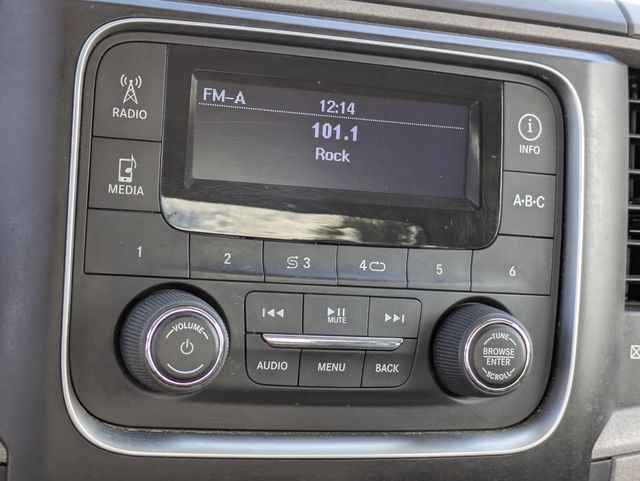 RADIO
MEDIA
FM-A 12:14
101.1
Rock
i
INFO
A·B·C
1 2 3 4 5 6
MUTE
AUDIO MENU BACK
VOLUME
TUNE
BROWSE
ENTER
SCROLL